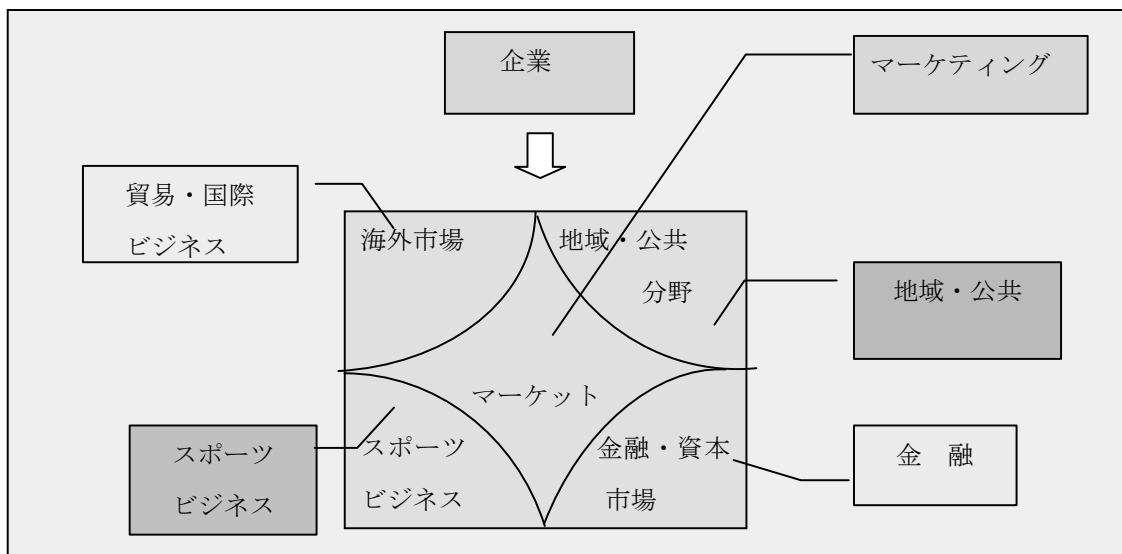 企業
マーケティング
貿易・国際
ビジネス
海外市場
地域・公共
分野
地域・公共
マーケット
スポーツ
ビジネス
スポーツ
ビジネス
金融・資本
市場
金　融